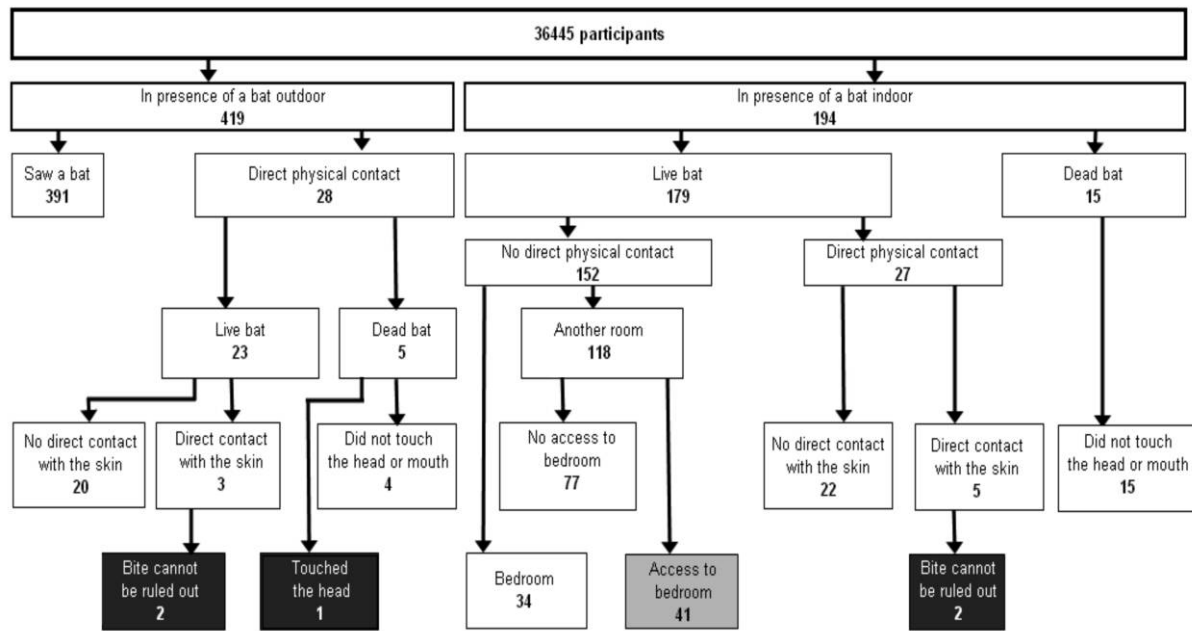 36445 participants
In presence of a bat outdoor
419
In presence of a bat indoor
194
Saw a bat
391
Direct physical contact
28
Live bat
179
Dead bat
15
No direct physical contact
152
Direct physical contact
27
Live bat
23
Dead bat
5
Another room
118
No direct contact
with the skin
20
Direct contact
with the skin
3
Did not touch
the head or mouth
4
No access to
bedroom
77
No direct contact
with the skin
22
Direct contact
with the skin
5
Did not touch
the head or mouth
15
Bite cannot
be ruled out
2
Touched
the head
1
Bedroom
34
Access to
bedroom
41
Bite cannot
be ruled out
2